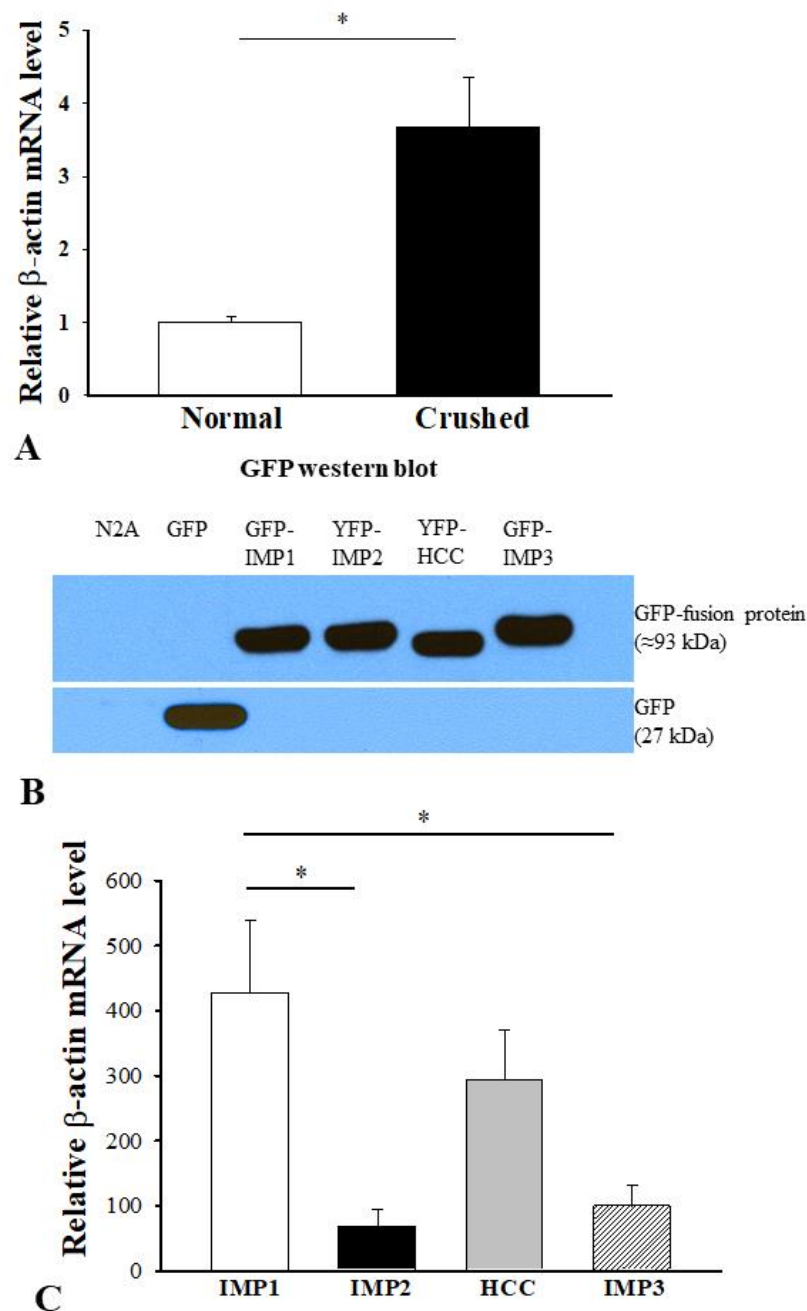 Relative β-actin mRNA level
5
4
3
2
1
0
*
Normal Crushed
A
GFP western blot
N2A GFP GFP- YFP- YFP- GFP-
IMP1 IMP2 HCC IMP3
GFP-fusion protein
(≈93 kDa)
GFP
(27 kDa)
B
Relative β-actin mRNA level
600
500
400
300
200
100
0
*
*
IMP1 IMP2 HCC IMP3
C